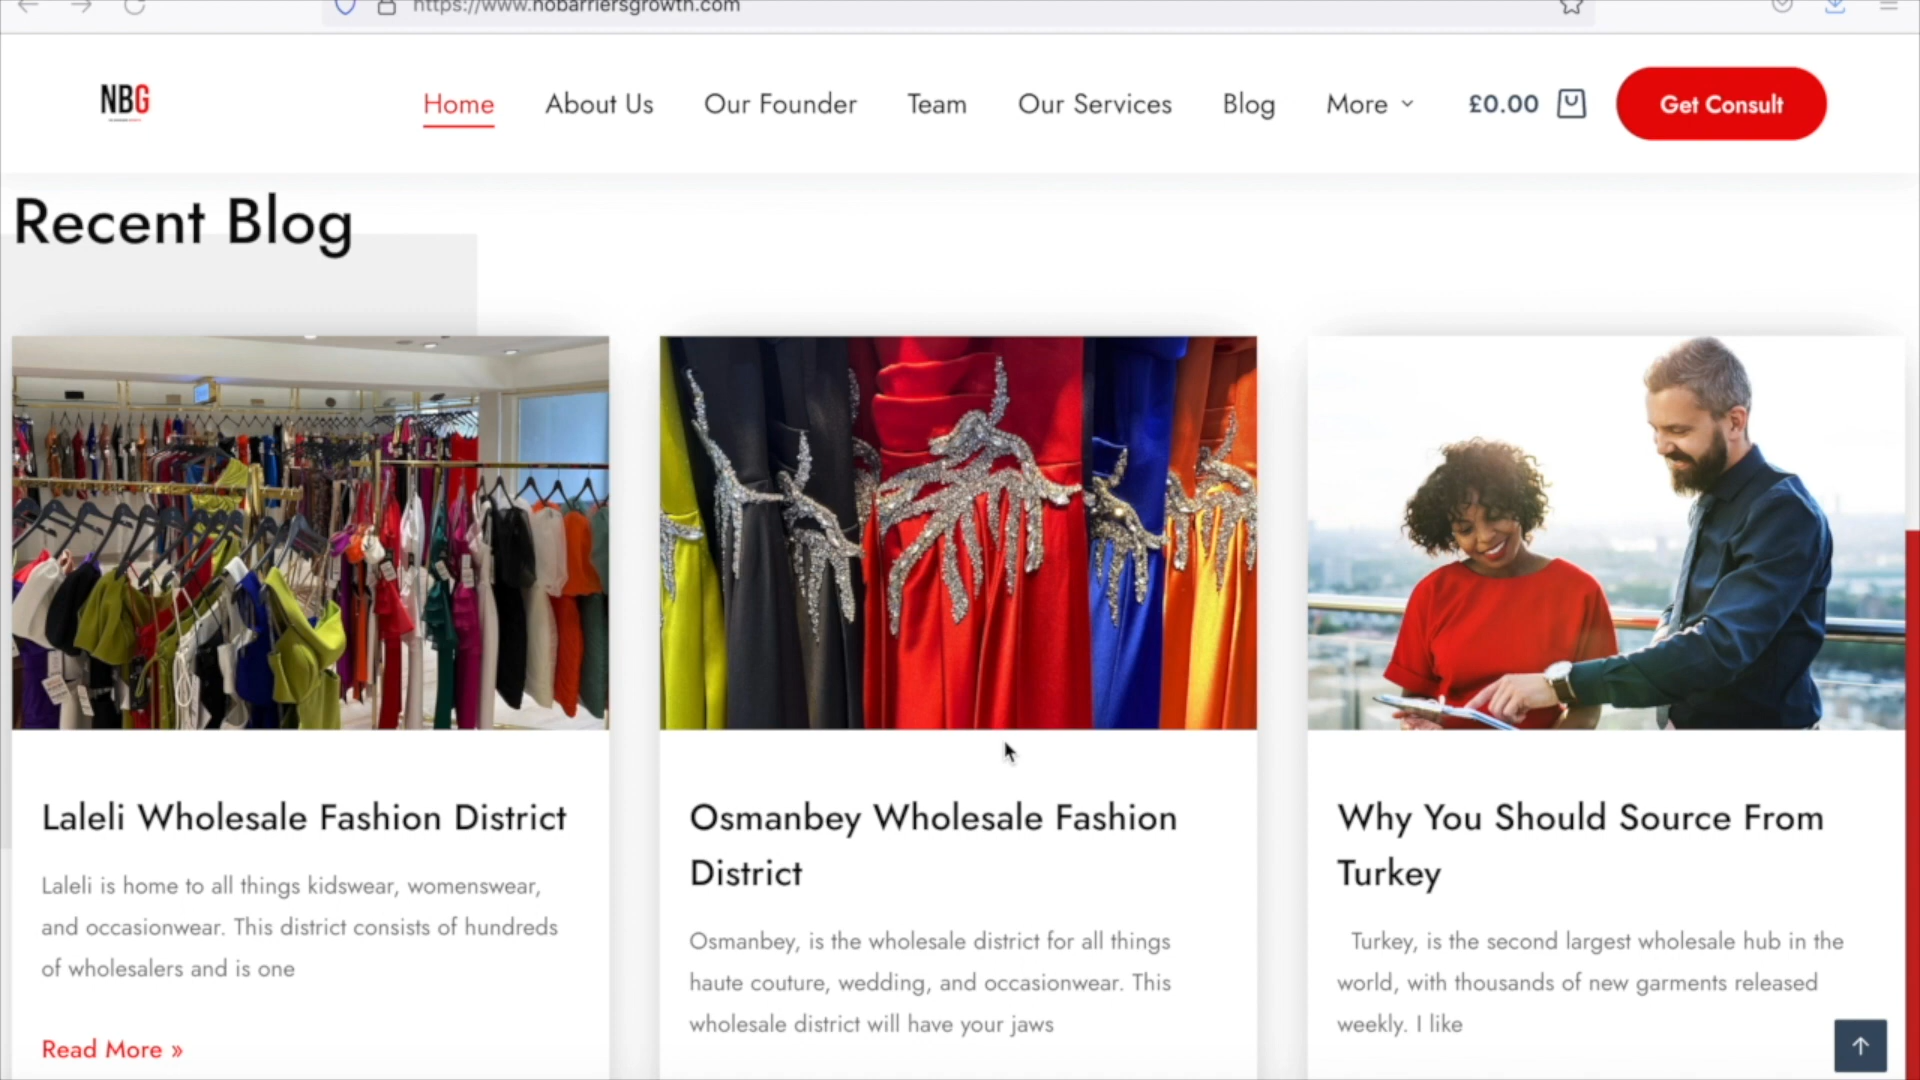 https://www.nobarriersgrowth.com
NBG
Home
About Us
Our Founder
Team
Our Services
Blog
More
£0.00
Get Consult
Recent Blog
Laleli Wholesale Fashion District
Laleli is home to all things kidswear, womenswear,
and occasionwear. This district consists of hundreds
of wholesalers and is one
Read More »
Osmanbey Wholesale Fashion
District
Osmanbey, is the wholesale district for all things
haute couture, wedding, and occasionwear. This
wholesale district will have your jaws
Why You Should Source From
Turkey
Turkey, is the second largest wholesale hub in the
world, with thousands of new garments released
weekly. I like